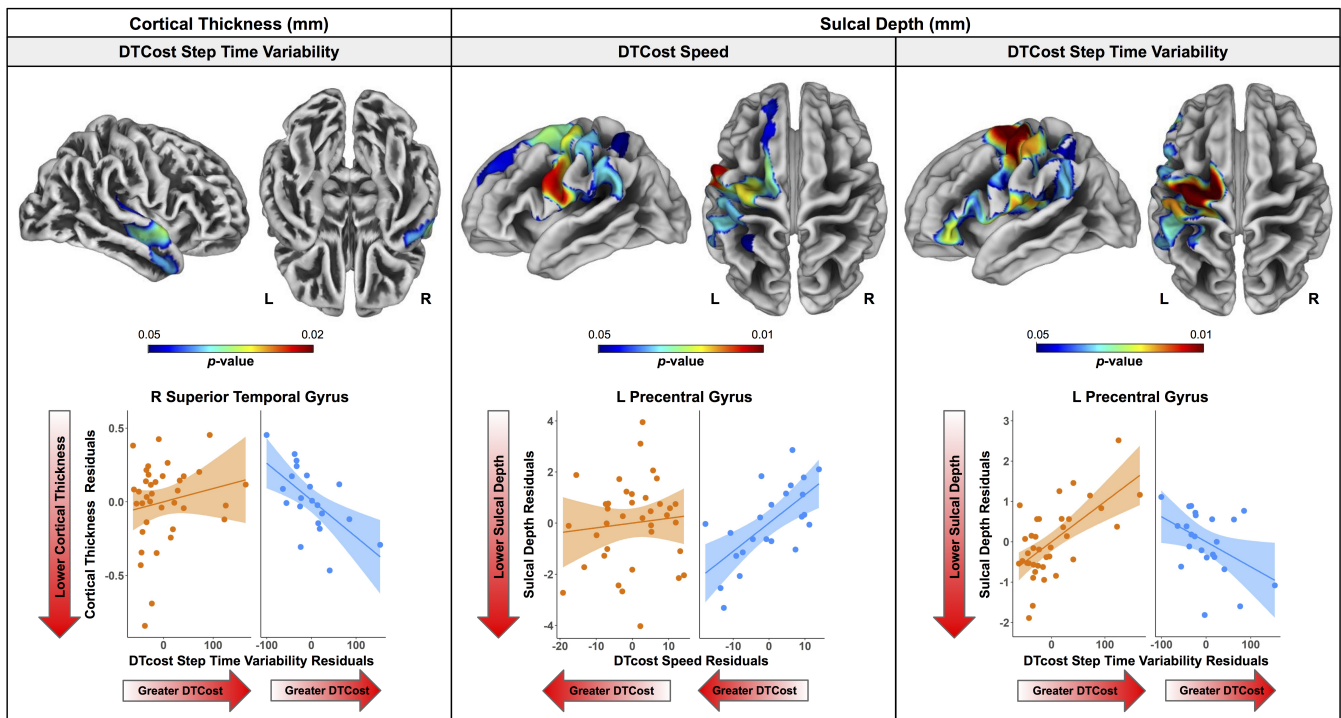 Cortical Thickness (mm)
Sulcal Depth (mm)
DTCost Step Time Variability
DTCost Speed
DTCost Step Time Variability
L
R
L
R
L
R
0.05
0.02
p-value
0.05
0.01
p-value
0.05
0.01
p-value
R Superior Temporal Gyrus
Lower Cortical Thickness
Cortical Thickness Residuals
0.5
0.0
-0.5
0
100
-100
0
100
DTCost Step Time Variability Residuals
Greater DTCost
Greater DTCost
L Precentral Gyrus
Lower Sulcal Depth
Sulcal Depth Residuals
4
2
0
-2
-4
-20
-10
0
10
-10
0
10
DTCost Speed Residuals
Greater DTCost
Greater DTCost
L Precentral Gyrus
Lower Sulcal Depth
Sulcal Depth Residuals
3
2
1
0
-1
-2
0
100
-100
0
100
DTCost Step Time Variability Residuals
Greater DTCost
Greater DTCost